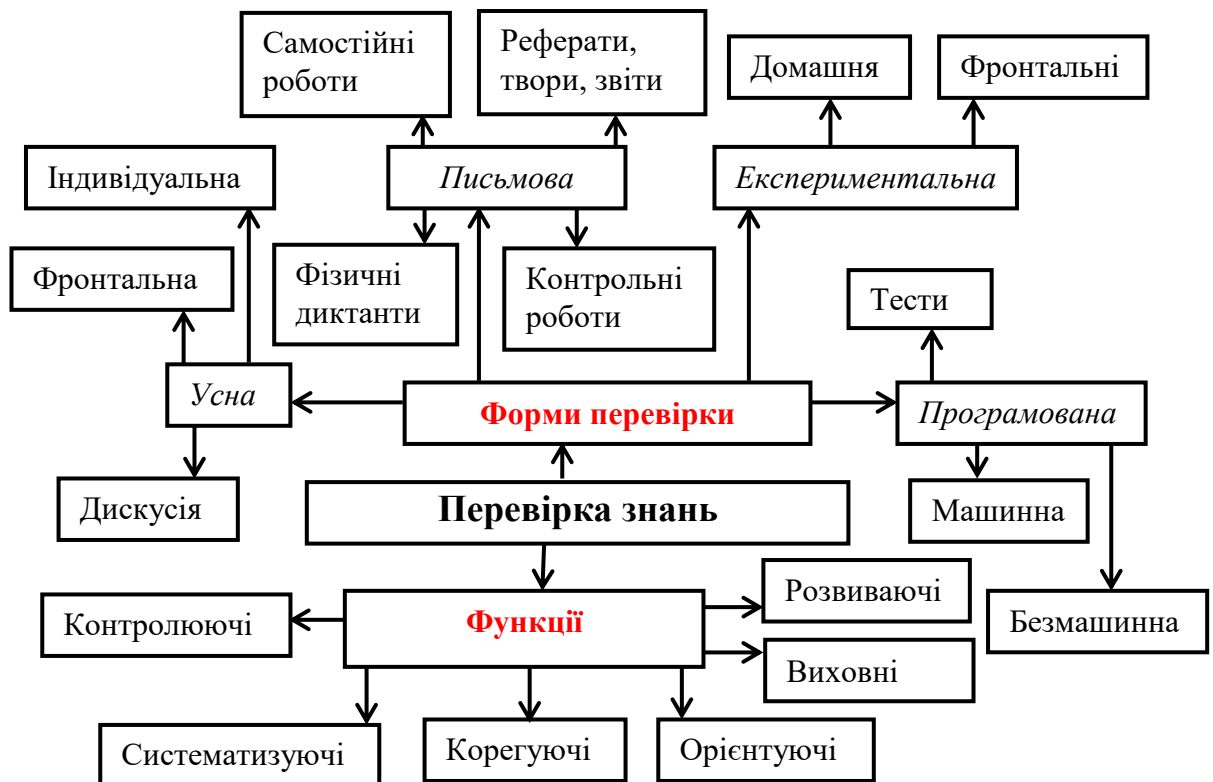 Самостійні
роботи
Реферати,
твори, звіти
Домашня
Фронтальні
Індивідуальна
Письмова
Експериментальна
Фронтальна
Фізичні
диктанти
Контрольні
роботи
Тести
Усна
Форми перевірки
Програмована
Дискусія
Перевірка знань
Машинна
Контролюючі
Функції
Розвиваючі
Безмашинна
Виховні
Систематизуючі
Корегуючі
Орієнтуючі